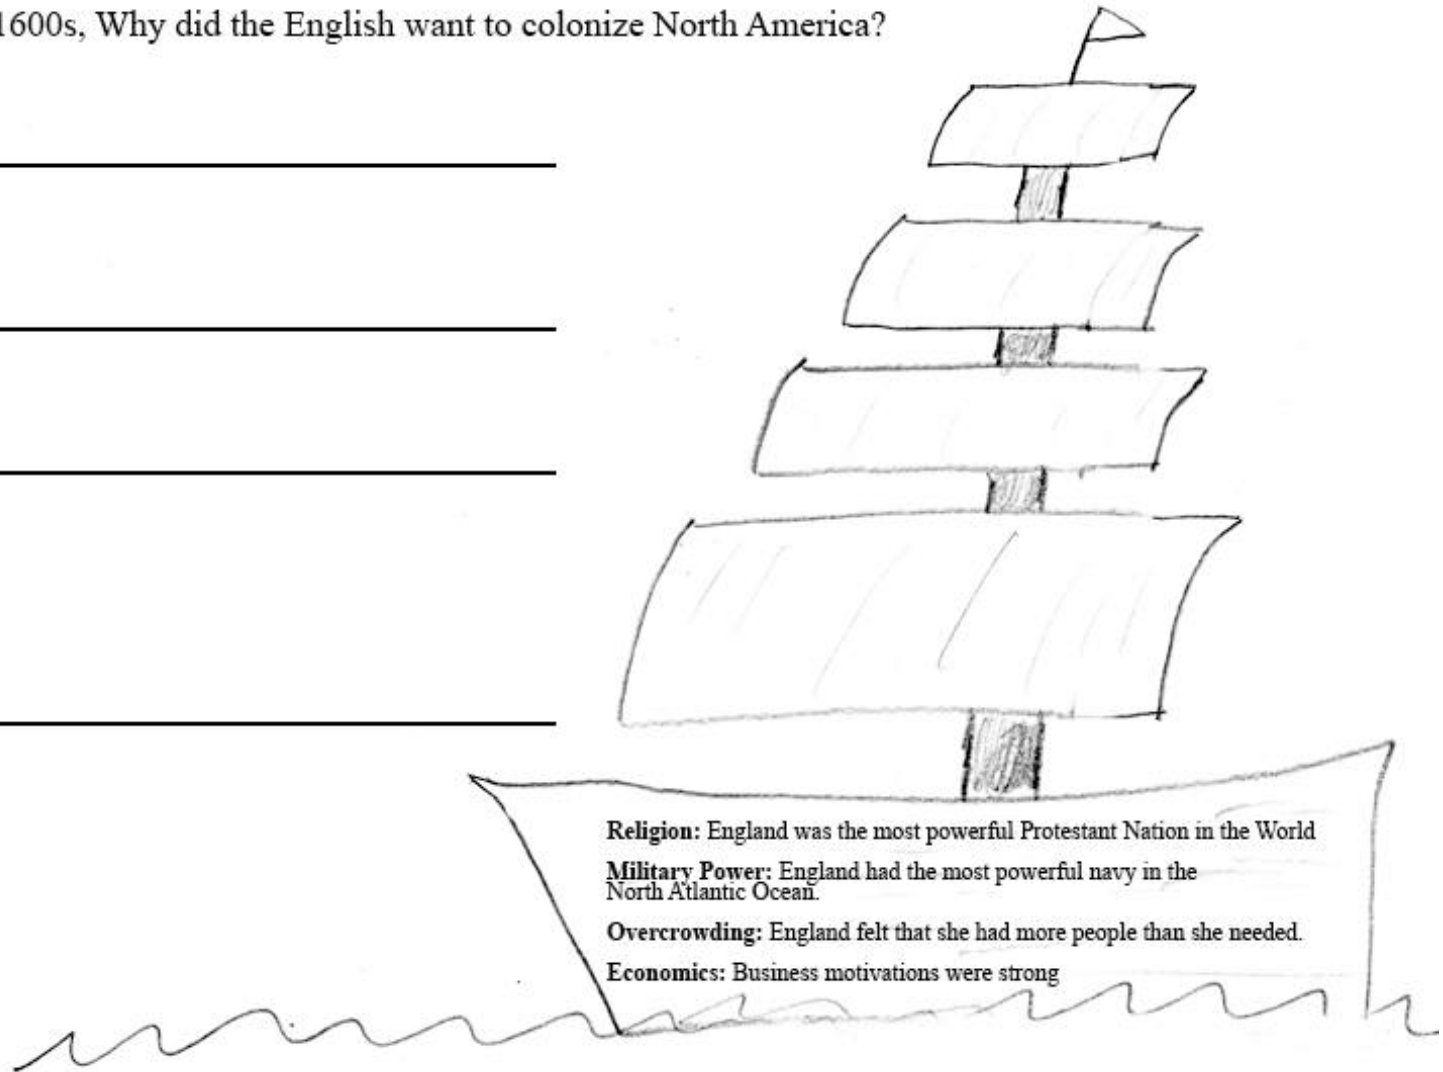 1600s, Why did the English want to colonize North America?
Religion: England was the most powerful Protestant Nation in the World
Military Power: England had the most powerful navy in the
North Atlantic Ocean.
Overcrowding: England felt that she had more people than she needed.
Economics: Business motivations were strong